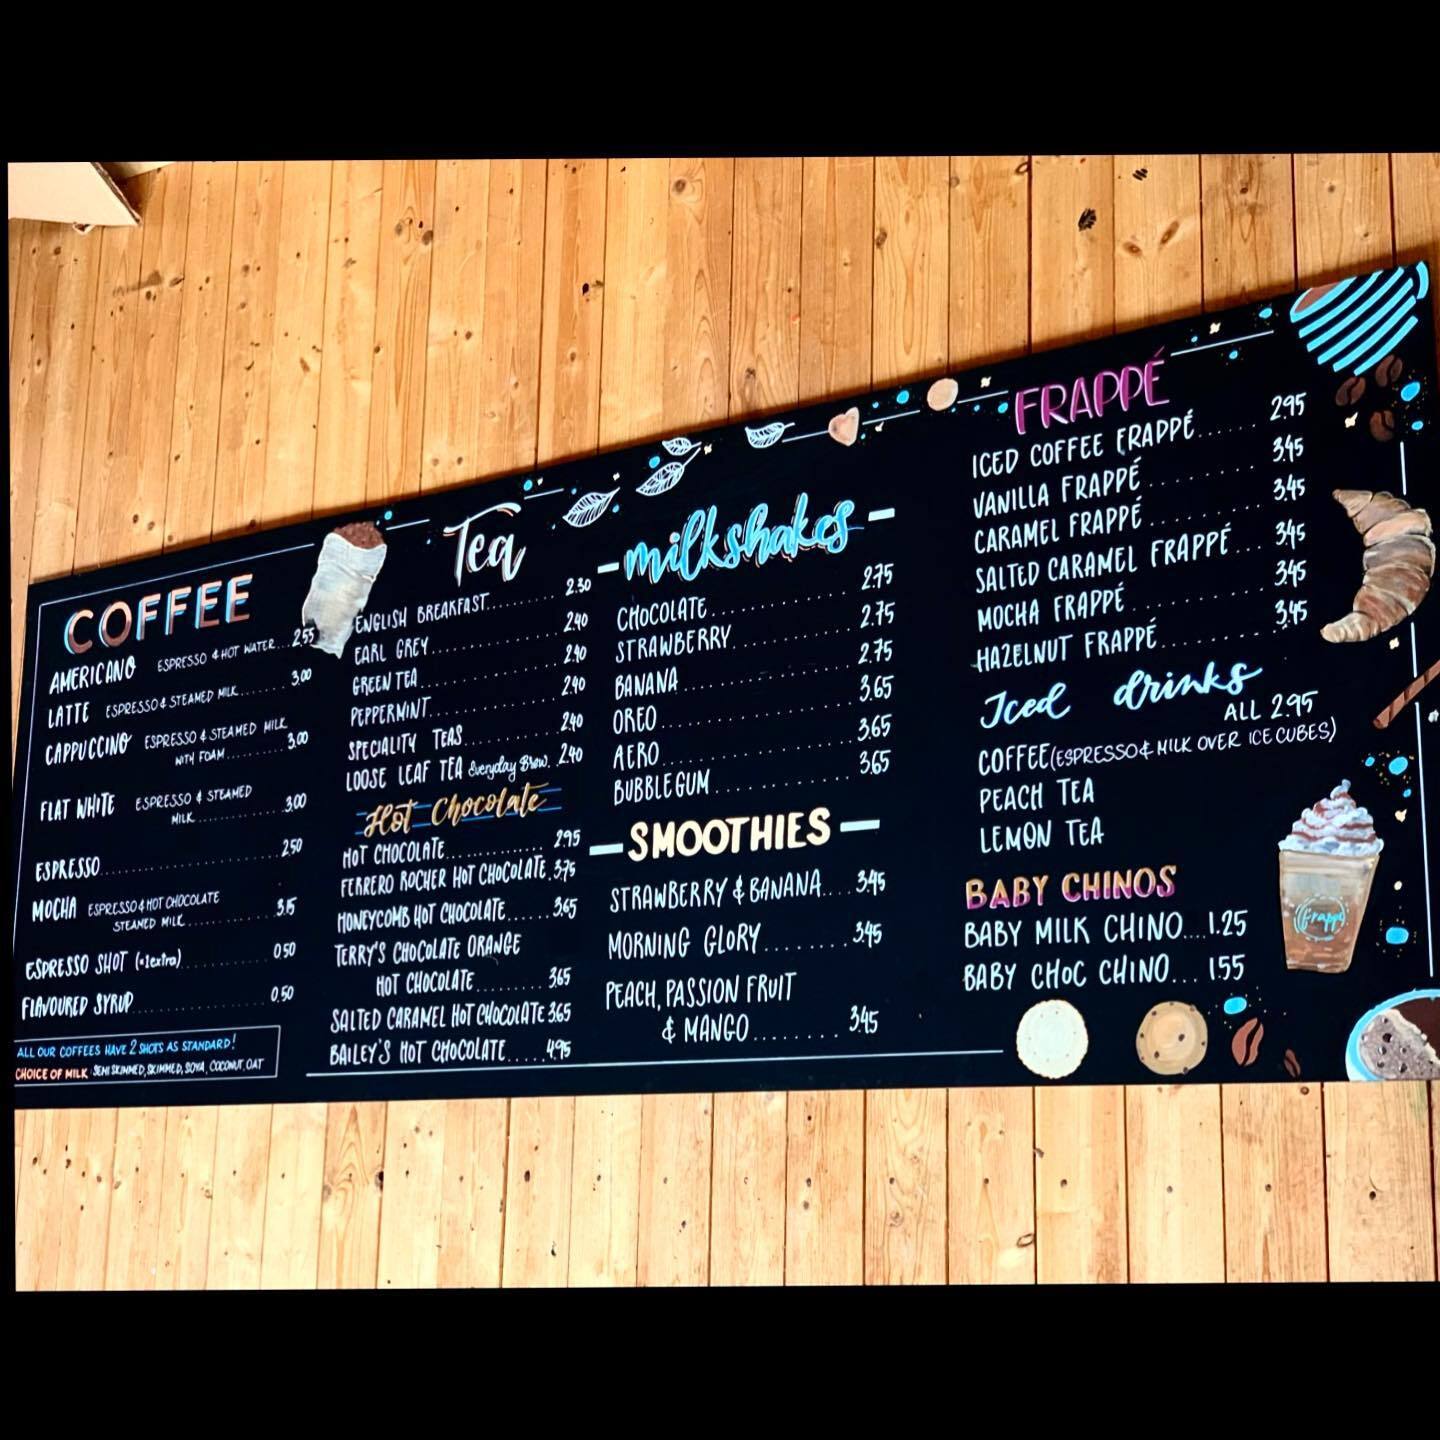 COFFEE
AMERICANO ESPRESSO & HOT WATER...2.55
LATTE ESPRESSO & STEAMED MILK........3.00
CAPPUCCINO ESPRESSO & STEAMED MILK
WITH FOAM..........3.00
FLAT WHITE ESPRESSO & STEAMED
MILK...............3.00
ESPRESSO......................2.50
MOCHA ESPRESSO & HOT CHOCOLATE
STEAMED MILK.............3.15
ESPRESSO SHOT (=1extra)..............0.50
FLAVOURED SYRUP....................0.50
ALL OUR COFFEES HAVE 2 SHOTS AS STANDARD!
CHOICE OF MILK: SEMI SKIMMED, SKIMMED, SOYA, COCONUT, OAT
Tea
ENGLISH BREAKFAST..........2.30
EARL GREY.................2.40
GREEN TEA.................2.40
PEPPERMINT................2.40
SPECIALITY TEAS............2.40
LOOSE LEAF TEA Everyday Brew. 2.40
Hot Chocolate
HOT CHOCOLATE..............2.95
FERRERO ROCHER HOT CHOCOLATE.3.75
HONEYCOMB HOT CHOCOLATE......3.65
TERRY'S CHOCOLATE ORANGE
HOT CHOCOLATE..........3.65
SALTED CARAMEL HOT CHOCOLATE 3.65
BAILEY'S HOT CHOCOLATE.....4.95
milkshakes
CHOCOLATE................2.75
STRAWBERRY..............2.75
BANANA..................2.75
OREO....................3.65
AERO....................3.65
BUBBLEGUM...............3.65
SMOOTHIES
STRAWBERRY & BANANA....3.45
MORNING GLORY........3.45
PEACH, PASSION FRUIT
& MANGO.........3.45
FRAPPÉ
ICED COFFEE FRAPPÉ......2.95
VANILLA FRAPPÉ..........3.45
CARAMEL FRAPPÉ..........3.45
SALTED CARAMEL FRAPPÉ...3.45
MOCHA FRAPPÉ............3.45
HAZELNUT FRAPPÉ.........3.45
Iced drinks
ALL 2.95
COFFEE (ESPRESSO & MILK OVER ICE CUBES)
PEACH TEA
LEMON TEA
frappé
BABY CHINOS
BABY MILK CHINO....1.25
BABY CHOC CHINO... 1.55